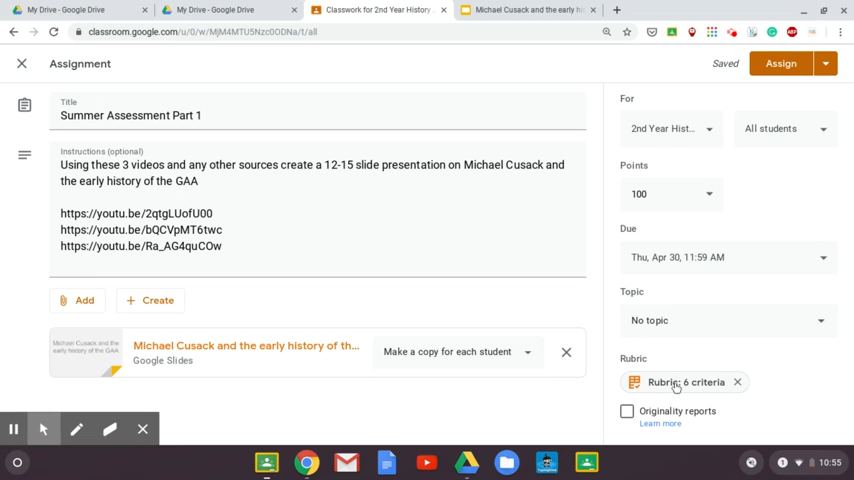 My Drive - Google Drive
My Drive - Google Drive
Classwork for 2nd Year History
Michael Cusack and the early hi
classroom.google.com/u/0/w/MjM4MTU5Nzc0ODDNa/t/all
Assignment
Saved
Assign
Title
Summer Assessment Part 1
Instructions (optional)
Using these 3 videos and any other sources create a 12-15 slide presentation on Michael Cusack and
the early history of the GAA
https://youtu.be/2qtgLUofU00
https://youtu.be/bQCVpMT6twc
https://youtu.be/Ra_AG4quCOw
Add
Create
Michael Cusack and the
early history of the GAA
Michael Cusack and the early history of th...
Google Slides
Make a copy for each student
For
2nd Year Hist...
All students
Points
100
Due
Thu, Apr 30, 11:59 AM
Topic
No topic
Rubric
Rubric: 6 criteria
Originality reports
Learn more
1
10:55